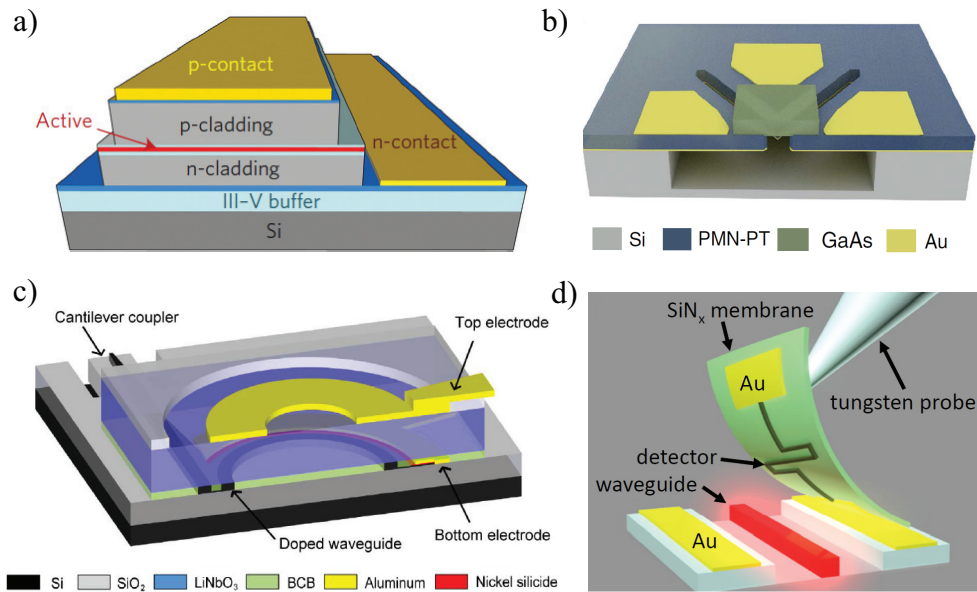 a)
p-contact
p-cladding
Active
n-contact
n-cladding
III–V buffer
Si
b)
Si PMN-PT GaAs Au
c)
Cantilever coupler
Top electrode
Doped waveguide
Bottom electrode
Si SiO₂ LiNbO₃ BCB Aluminum Nickel silicide
d)
SiNₓ membrane
Au
tungsten probe
detector
waveguide
Au